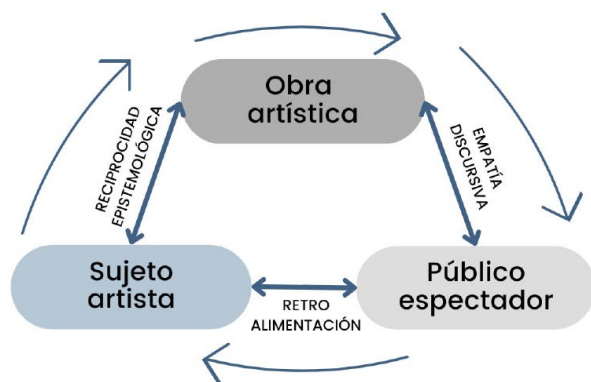 Obra
artística
RECIPROCIDAD
EPISTEMOLÓGICA
EMPATÍA
DISCURSIVA
Sujeto
artista
RETRO
ALIMENTACIÓN
Público
espectador